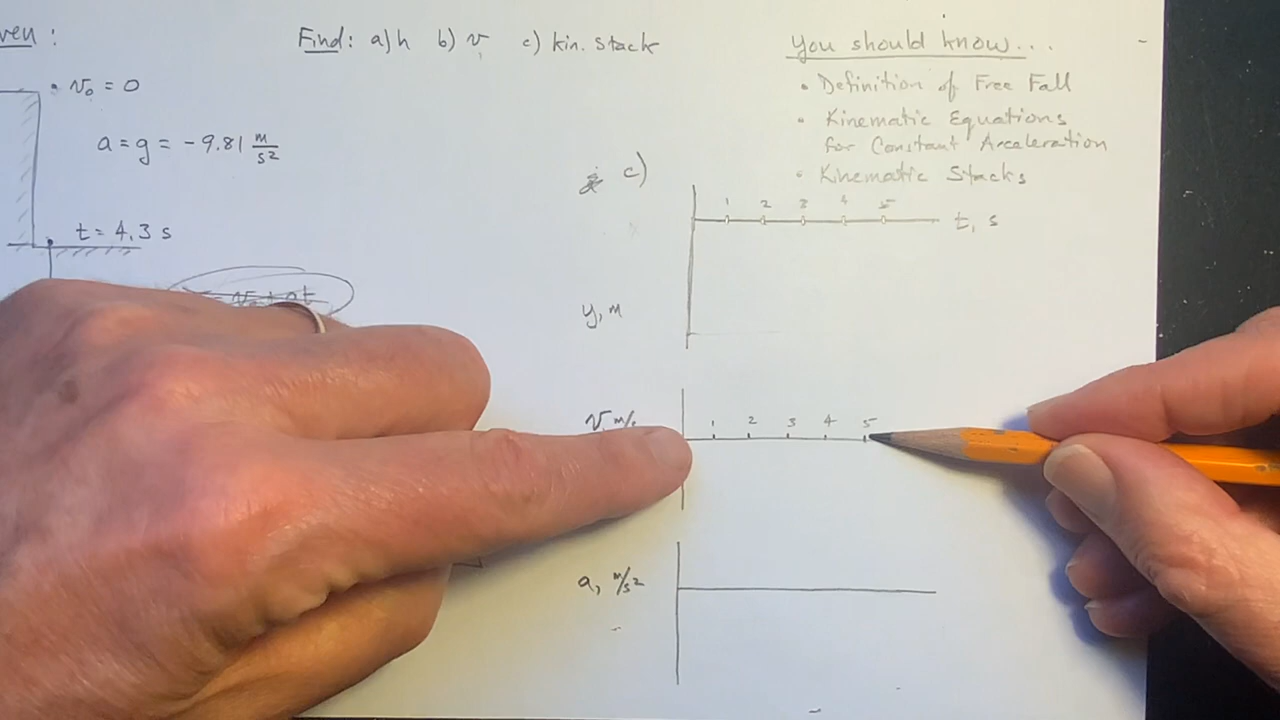 ven:
Find: a) h b) v c) kin. stack
you should know...
• v₀ = 0
• Definition of Free Fall
a = g = -9.81 m/s²
• Kinematic Equations
for Constant Acceleration
c)
• Kinematic Stacks
1 2 3 4 5
t = 4.3 s
t, s
y, m
v, m/s
1 2 3 4 5
a, m/s²